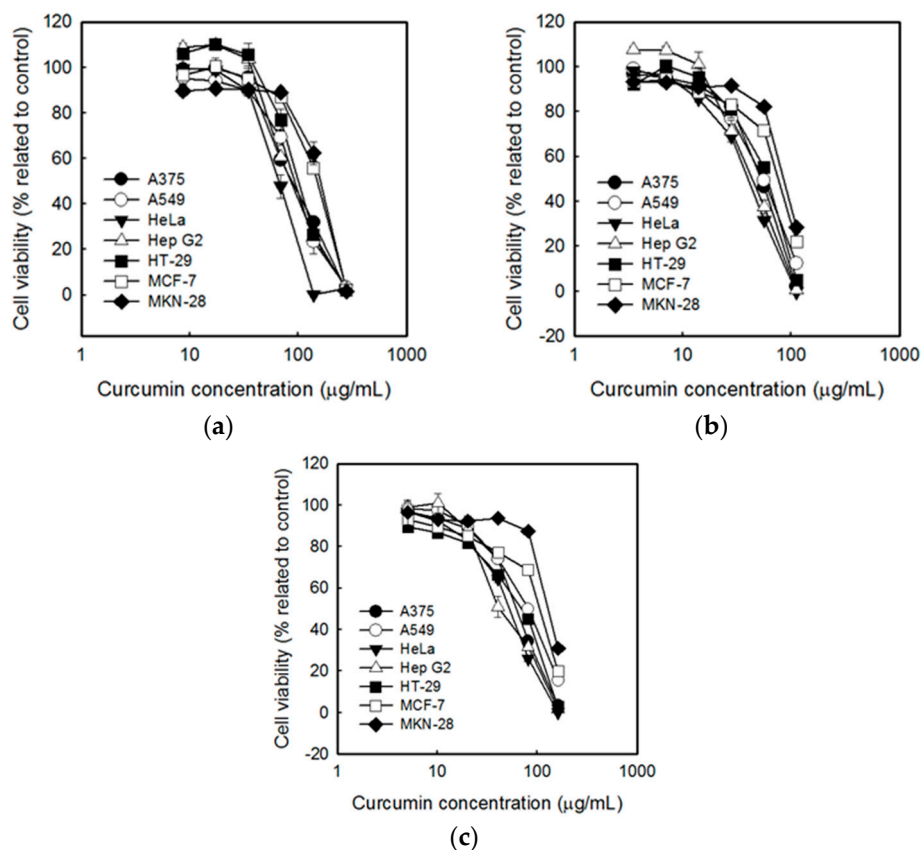 120
100
80
60
40
20
0
Cell viability (% related to control)
A375
A549
HeLa
Hep G2
HT-29
MCF-7
MKN-28
1 10 100 1000
Curcumin concentration (μg/mL)
(a)
120
100
80
60
40
20
0
-20
Cell viability (% related to control)
A375
A549
HeLa
Hep G2
HT-29
MCF-7
MKN-28
1 10 100 1000
Curcumin concentration (μg/mL)
(b)
120
100
80
60
40
20
0
-20
Cell viability (% related to control)
A375
A549
HeLa
Hep G2
HT-29
MCF-7
MKN-28
1 10 100 1000
Curcumin concentration (μg/mL)
(c)